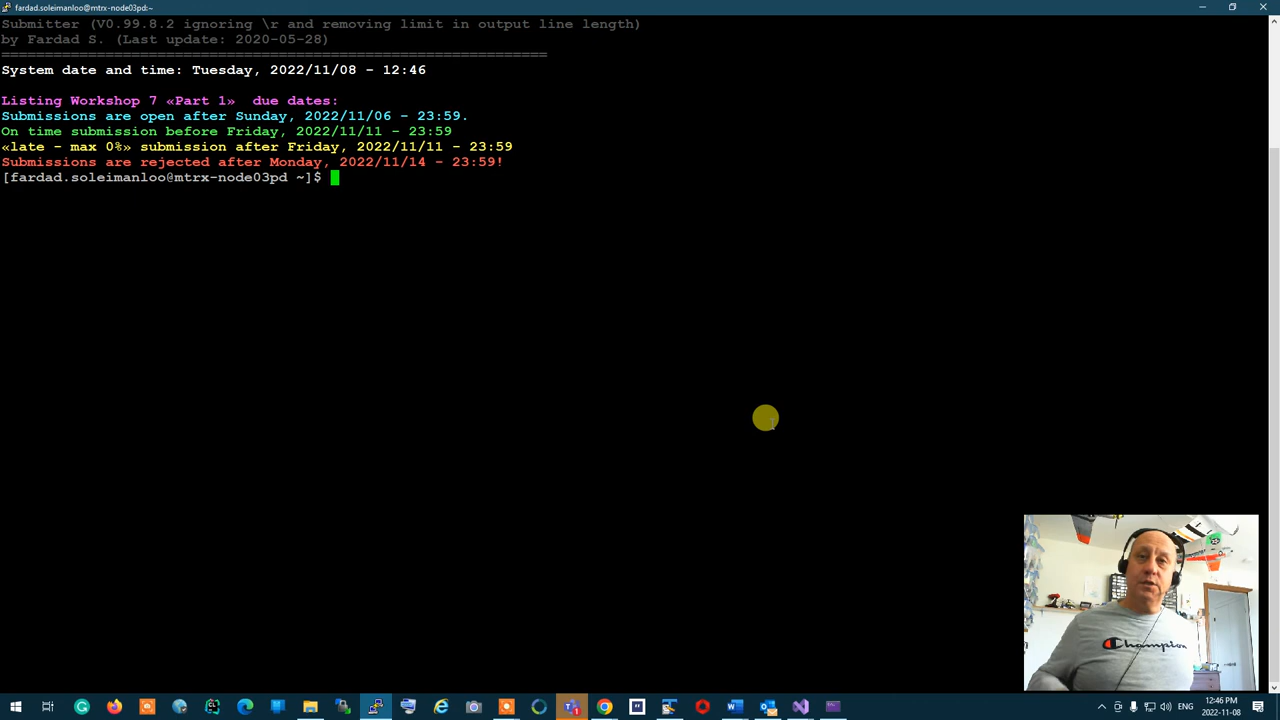 fardad.soleimanloo@mtrx-node03pd:~
Submitter (V0.99.8.2 ignoring \r and removing limit in output line length)
by Fardad S. (Last update: 2020-05-28)
===============================================================
System date and time: Tuesday, 2022/11/08 - 12:46
Listing Workshop 7 «Part 1»  due dates:
Submissions are open after Sunday, 2022/11/06 - 23:59.
On time submission before Friday, 2022/11/11 - 23:59
«late - max 0%» submission after Friday, 2022/11/11 - 23:59
Submissions are rejected after Monday, 2022/11/14 - 23:59!
[fardad.soleimanloo@mtrx-node03pd ~]$
Champion
ENG
12:46 PM
2022-11-08